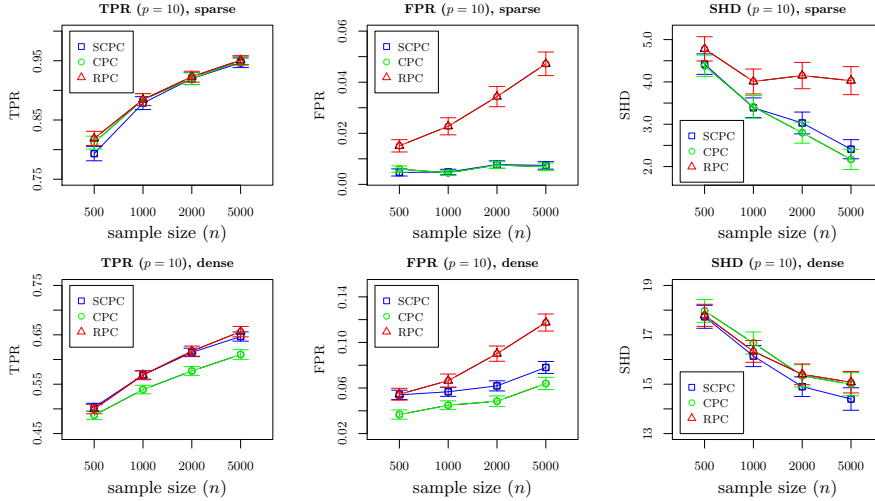 TPR (p = 10), sparse
TPR
0.75
0.85
0.95
SCPC
CPC
RPC
500
1000
2000
5000
sample size (n)
FPR (p = 10), sparse
FPR
0.00
0.02
0.04
0.06
SCPC
CPC
RPC
500
1000
2000
5000
sample size (n)
SHD (p = 10), sparse
SHD
2.0
3.0
4.0
5.0
SCPC
CPC
RPC
500
1000
2000
5000
sample size (n)
TPR (p = 10), dense
TPR
0.45
0.55
0.65
0.75
SCPC
CPC
RPC
500
1000
2000
5000
sample size (n)
FPR (p = 10), dense
FPR
0.02
0.06
0.10
0.14
SCPC
CPC
RPC
500
1000
2000
5000
sample size (n)
SHD (p = 10), dense
SHD
13
15
17
19
SCPC
CPC
RPC
500
1000
2000
5000
sample size (n)